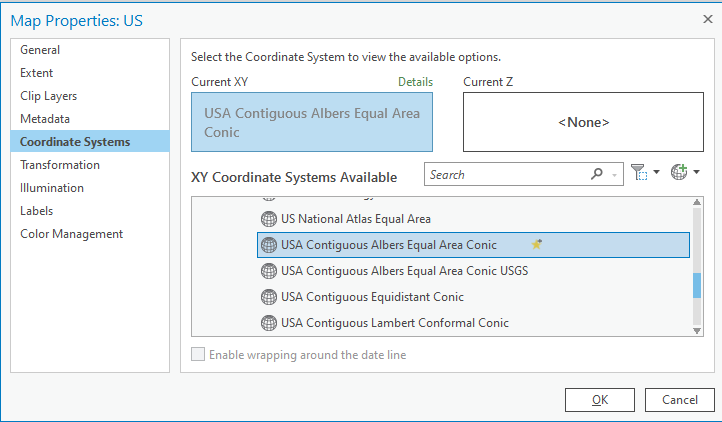 Map Properties: US
General
Extent
Clip Layers
Metadata
Coordinate Systems
Transformation
Illumination
Labels
Color Management
Select the Coordinate System to view the available options.
Current XY
Details
Current Z
USA Contiguous Albers Equal Area
Conic
<None>
XY Coordinate Systems Available
Search
US National Atlas Equal Area
USA Contiguous Albers Equal Area Conic
USA Contiguous Albers Equal Area Conic USGS
USA Contiguous Equidistant Conic
USA Contiguous Lambert Conformal Conic
Enable wrapping around the date line
OK
Cancel